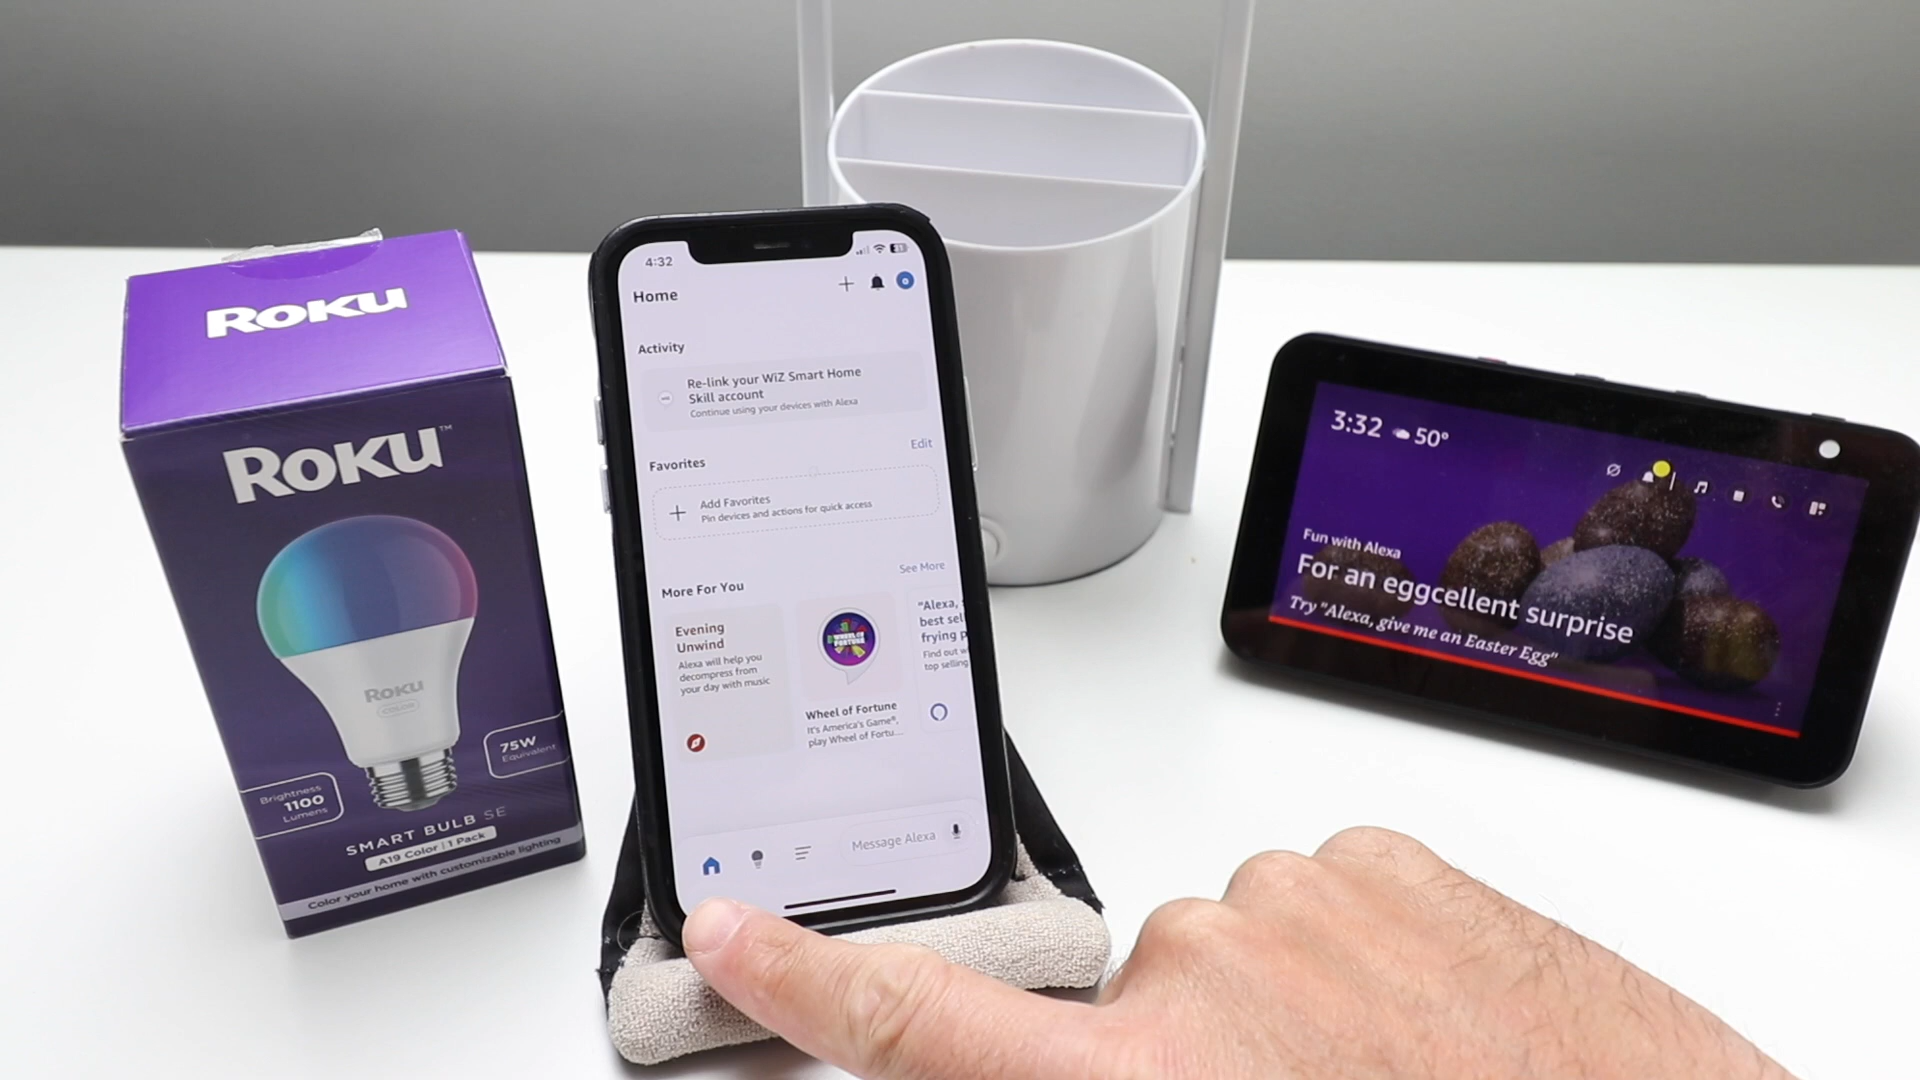 ROKU
ROKU™
ROKU
COLOR
75W
Equivalent
Brightness
1100
Lumens
SMART BULB SE
A19 Color | 1 Pack
Color your home with customizable lighting
4:32
Home
Activity
Re-link your WiZ Smart Home
Skill account
Continue using your devices with Alexa
Edit
Favorites
Add Favorites
Pin devices and actions for quick access
See More
More For You
Evening
Unwind
Alexa will help you
decompress from
your day with music
WHEEL OF
FORTUNE
Wheel of Fortune
It's America's Game®,
play Wheel of Fortu...
"Alexa,
best sel
frying p
Find out w
top selling
Message Alexa
3:32 50°
Fun with Alexa
For an eggcellent surprise
Try "Alexa, give me an Easter Egg"